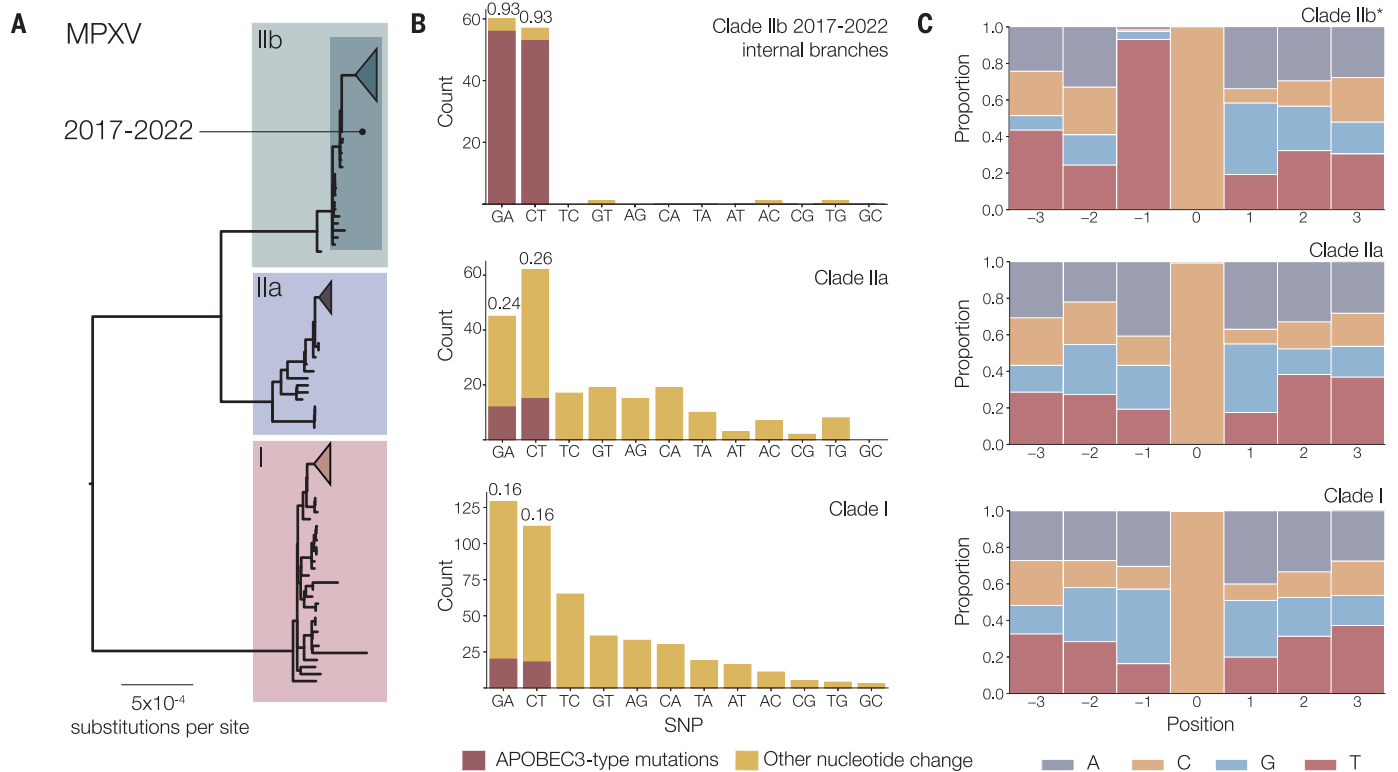 A
MPXV
IIb
2017-2022
IIa
I
5x10⁻⁴
substitutions per site
B
Clade IIb 2017-2022
internal branches
0.93 0.93
60
40
20
Count
GA CT TC GT AG CA TA AT AC CG TG GC
Clade IIa
0.24
0.26
60
40
20
Count
GA CT TC GT AG CA TA AT AC CG TG GC
Clade I
0.16
0.16
125
100
75
50
25
Count
GA CT TC GT AG CA TA AT AC CG TG GC
SNP
APOBEC3-type mutations
Other nucleotide change
C
Clade IIb*
1.0
0.8
0.6
0.4
0.2
0.0
Proportion
−3 −2 −1 0 1 2 3
Clade IIa
1.0
0.8
0.6
0.4
0.2
0.0
Proportion
−3 −2 −1 0 1 2 3
Clade I
1.0
0.8
0.6
0.4
0.2
0.0
Proportion
−3 −2 −1 0 1 2 3
Position
A C G T